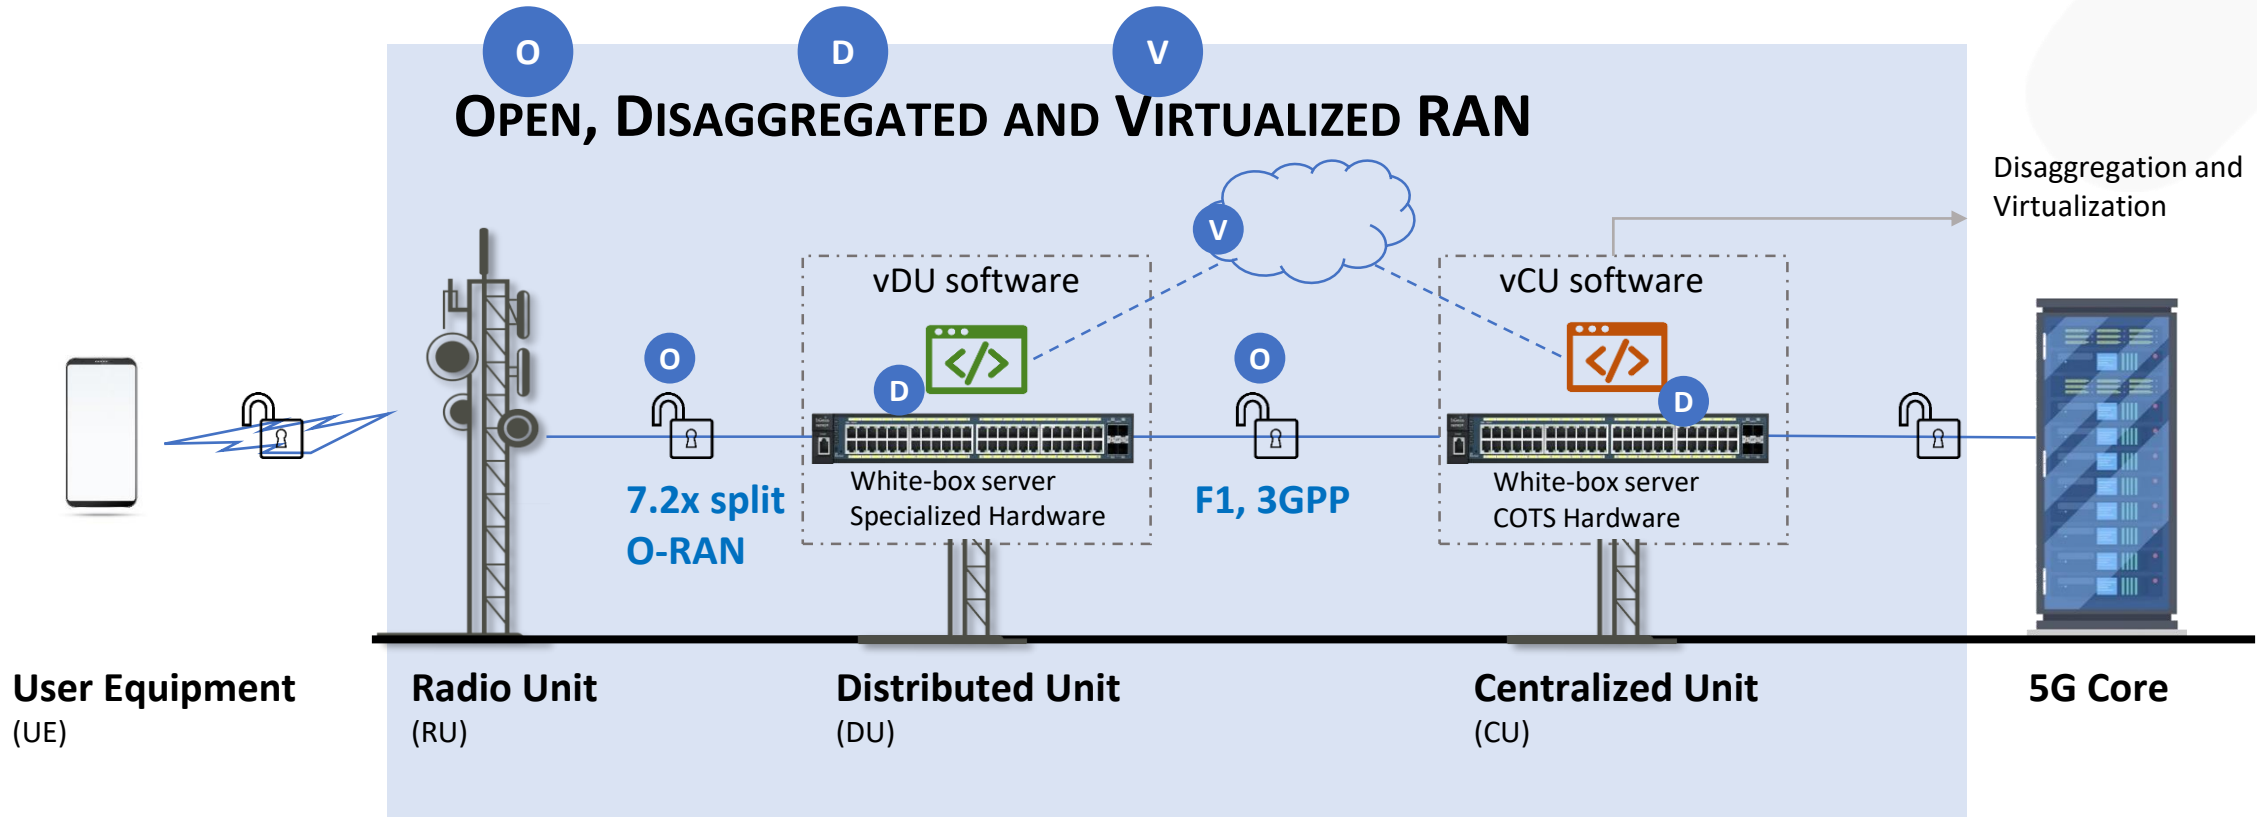 O D V
OPEN, DISAGGREGATED AND VIRTUALIZED RAN
Disaggregation and
Virtualization
V
vDU software
vCU software
O
O
D
D
White-box server
Specialized Hardware
White-box server
COTS Hardware
7.2x split
O-RAN
F1, 3GPP
User Equipment
(UE)
Radio Unit
(RU)
Distributed Unit
(DU)
Centralized Unit
(CU)
5G Core